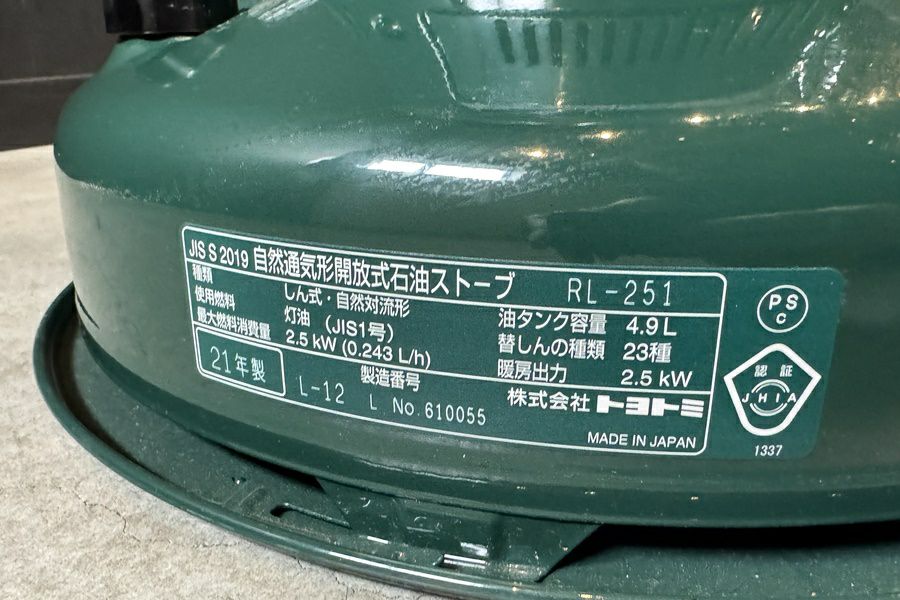 JIS S 2019 自然通気形開放式石油ストーブ RL-251
種類 しん式・自然対流形
使用燃料 灯油 (JIS1号)
最大燃料消費量 2.5 kW (0.243 L/h)
油タンク容量 4.9 L
替しんの種類 23種
暖房出力 2.5 kW
21年製
製造番号
L-12 L No.610055
株式会社 トヨトミ
MADE IN JAPAN
PS
C
認証
JHIA
1337